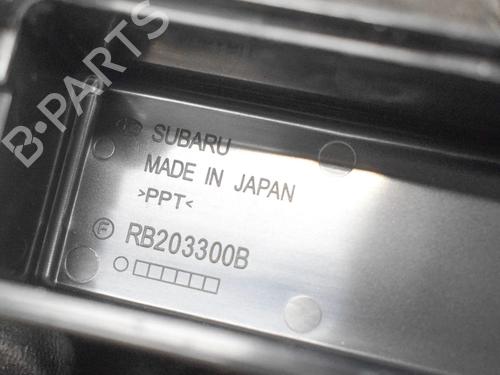 B-PARTS
SUBARU
MADE IN JAPAN
>PPT<
F RB203300B